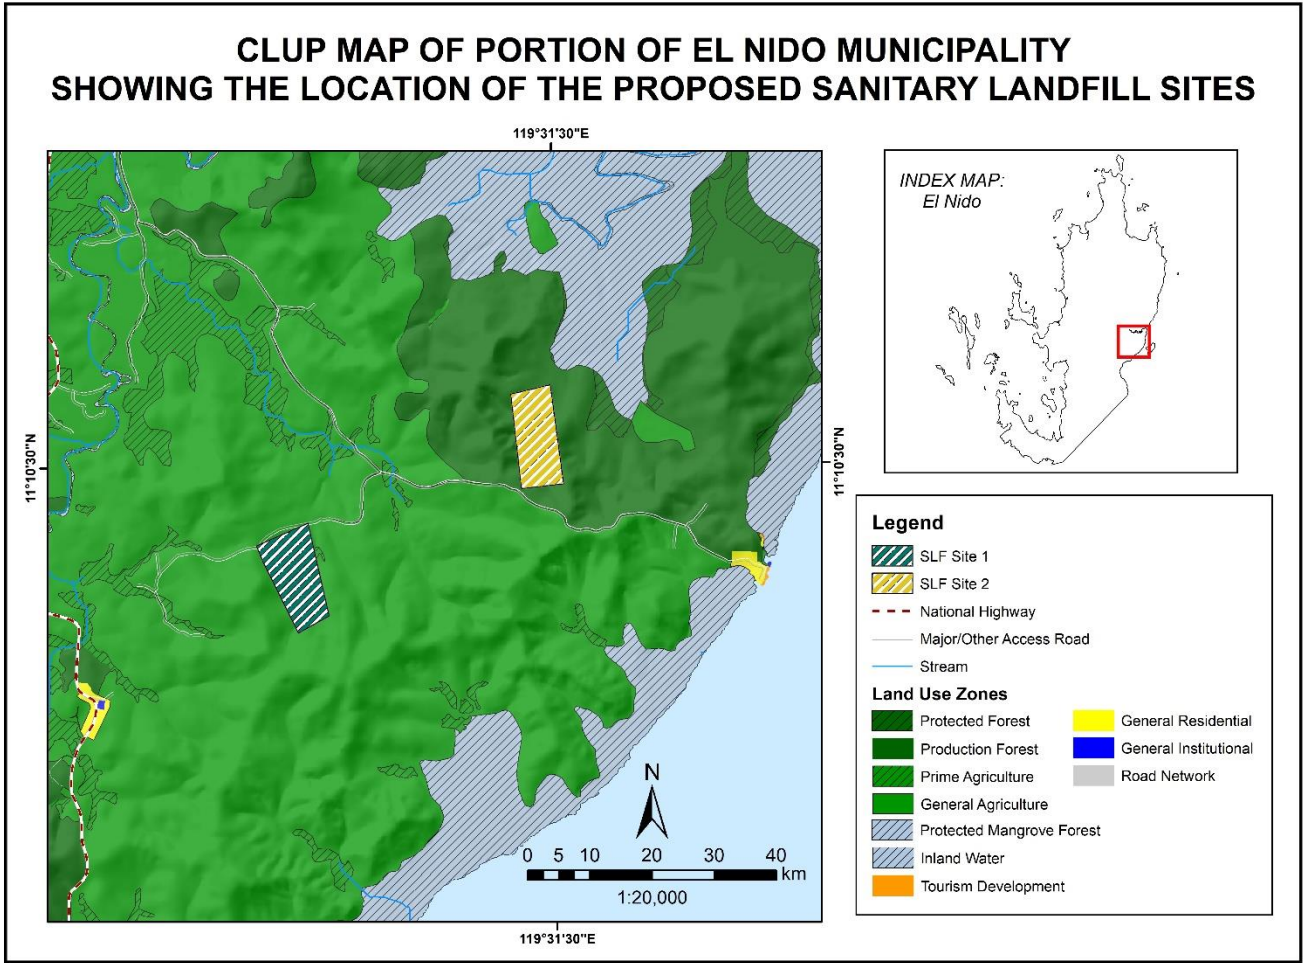 CLUP MAP OF PORTION OF EL NIDO MUNICIPALITY
SHOWING THE LOCATION OF THE PROPOSED SANITARY LANDFILL SITES
119°31'30"E
11°10'30"N
11°10'30"N
119°31'30"E
N
0 5 10 20 30 40
km
1:20,000
INDEX MAP:
El Nido
Legend
SLF Site 1
SLF Site 2
National Highway
Major/Other Access Road
Stream
Land Use Zones
Protected Forest
Production Forest
Prime Agriculture
General Agriculture
Protected Mangrove Forest
Inland Water
Tourism Development
General Residential
General Institutional
Road Network